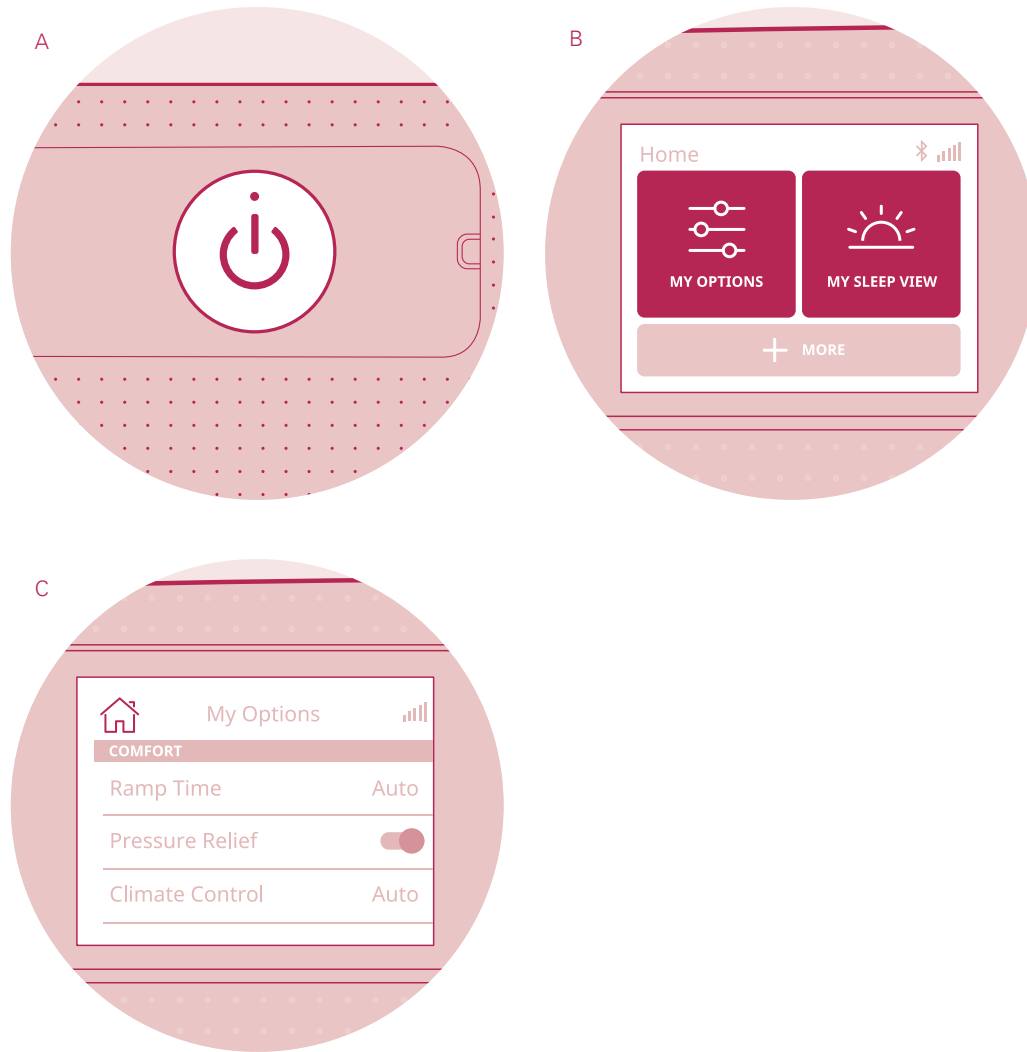 A
B
Home
MY OPTIONS
MY SLEEP VIEW
MORE
C
My Options
COMFORT
Ramp Time Auto
Pressure Relief
Climate Control Auto